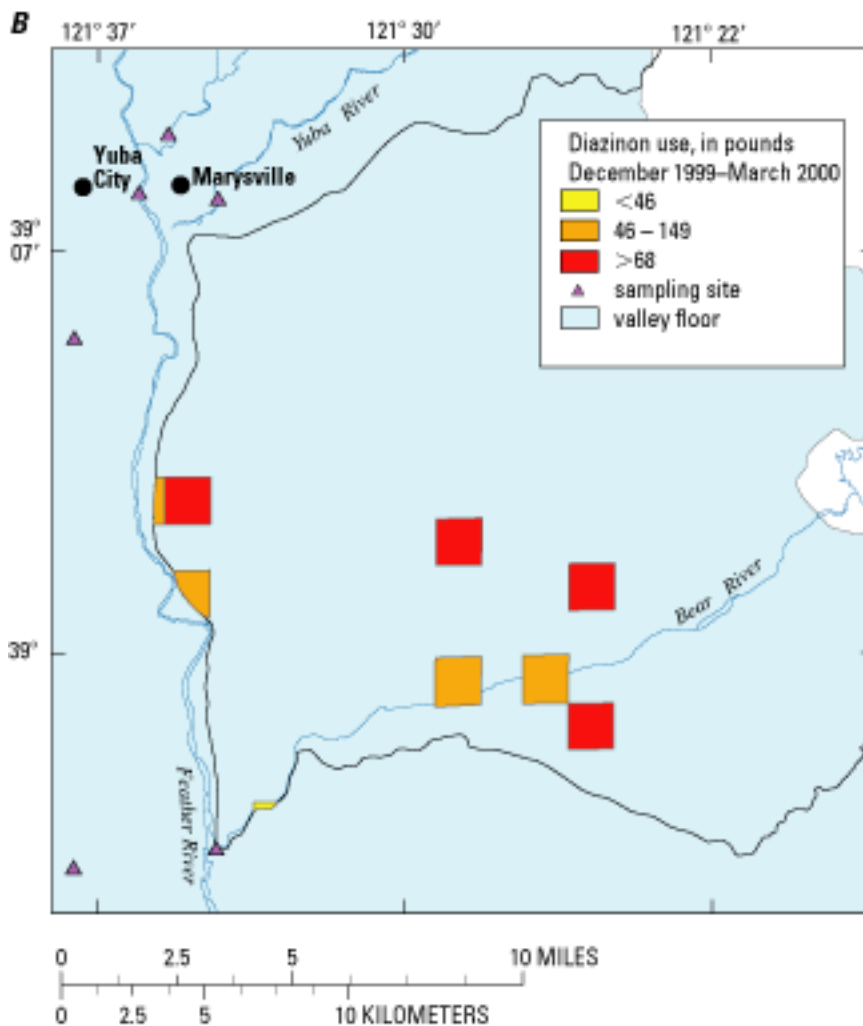 B
121° 37′ 121° 30′ 121° 22′
Yuba River
Yuba
City
Marysville
39°
07′
Diazinon use, in pounds
December 1999–March 2000
<46
46 – 149
>68
sampling site
valley floor
Bear River
39°
Feather River
0 2.5 5 10 MILES
0 2.5 5 10 KILOMETERS